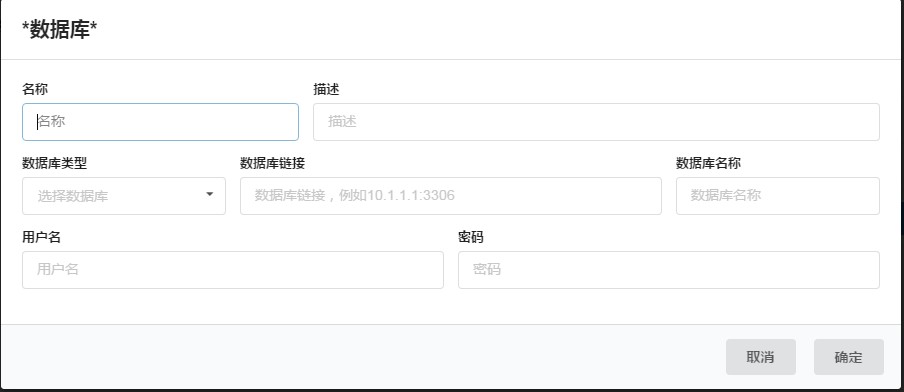 *数据库*
名称 描述
名称 描述
数据库类型 数据库链接 数据库名称
选择数据库 数据库链接，例如10.1.1.1:3306 数据库名称
用户名 密码
用户名 密码
取消 确定